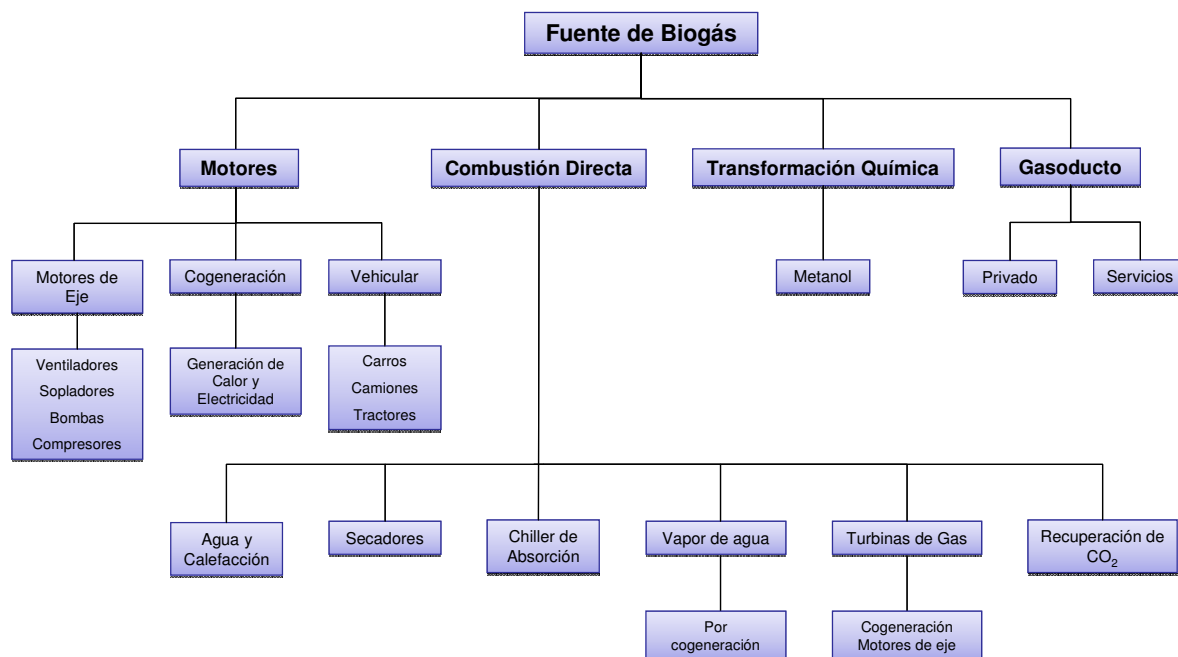 Fuente de Biogás
Motores
Combustión Directa
Transformación Química
Gasoducto
Motores de
Eje
Cogeneración
Vehicular
Metanol
Privado
Servicios
Ventiladores
Sopladores
Bombas
Compresores
Generación de
Calor y
Electricidad
Carros
Camiones
Tractores
Agua y
Calefacción
Secadores
Chiller de
Absorción
Vapor de agua
Turbinas de Gas
Recuperación de
CO₂
Por
cogeneración
Cogeneración
Motores de eje